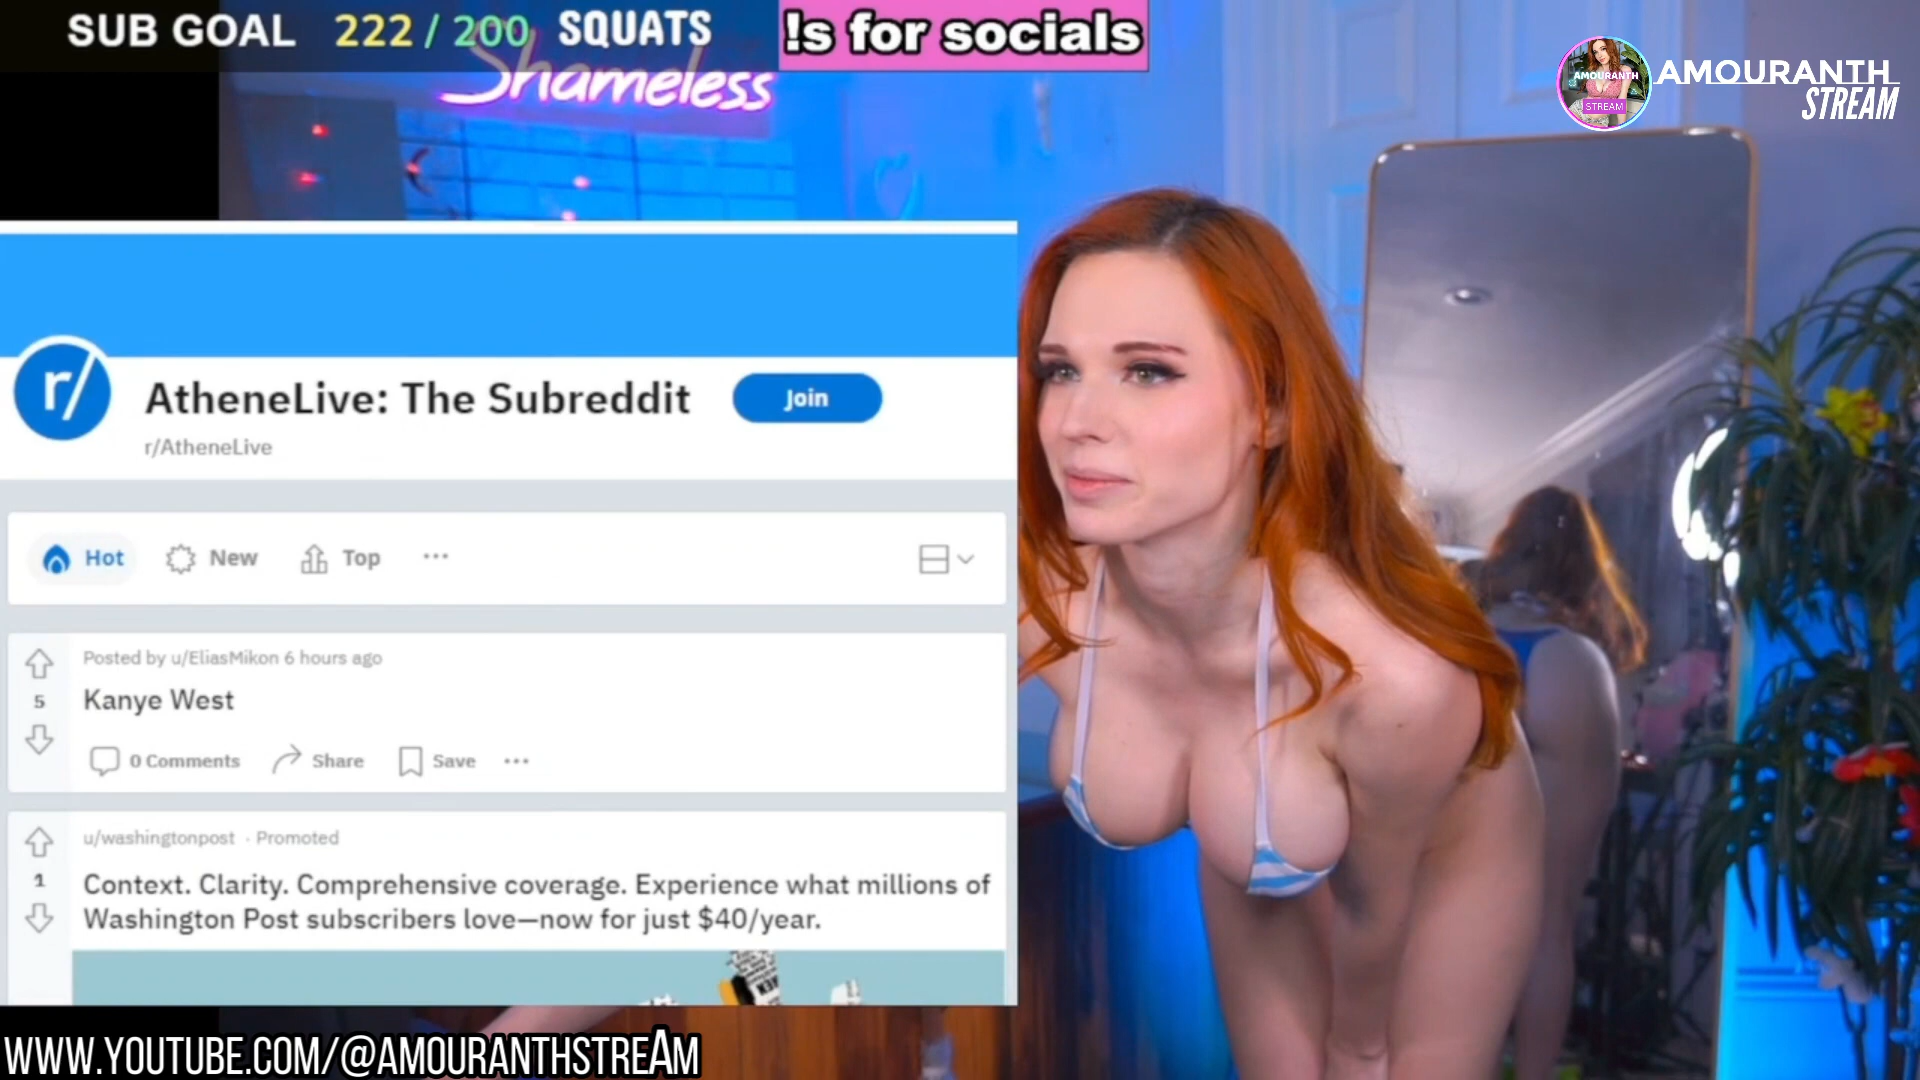 SUB GOAL 222 / 200 SQUATS
!s for socials
Shameless
AMOURANTH
STREAM
AMOURANTH
STREAM
AtheneLive: The Subreddit
Join
r/
r/AtheneLive
Hot New Top ...
Posted by u/EliasMikon 6 hours ago
5
Kanye West
0 Comments Share Save ...
u/washingtonpost · Promoted
1
Context. Clarity. Comprehensive coverage. Experience what millions of
Washington Post subscribers love—now for just $40/year.
WWW.YOUTUBE.COM/@AMOURANTHSTREAM